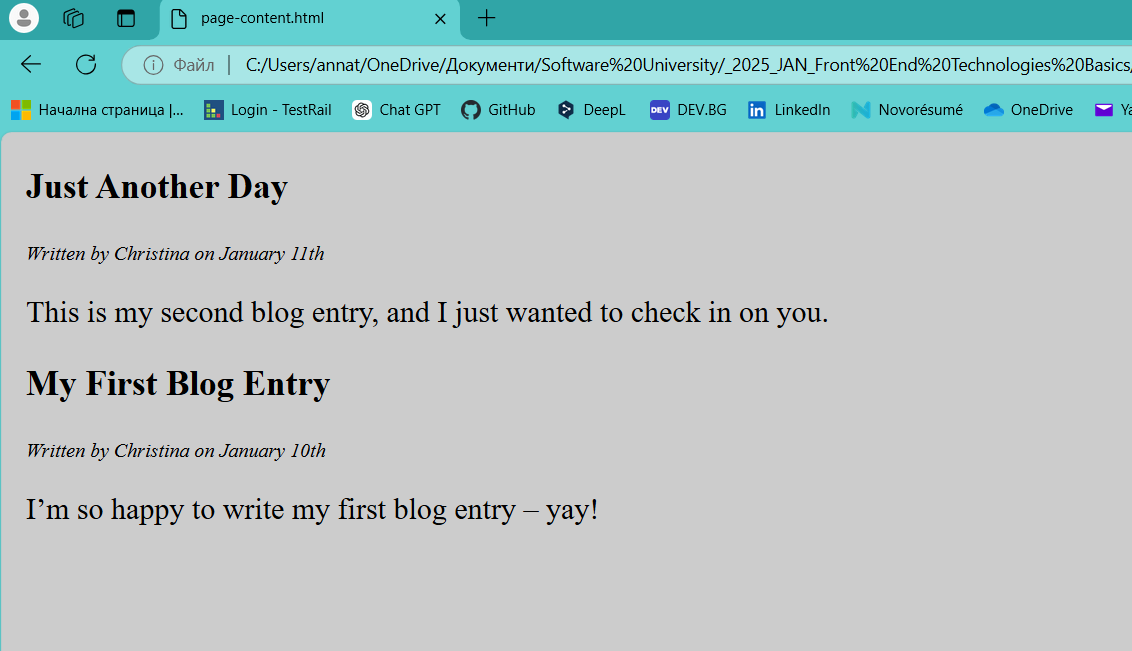 page-content.html
Файл
C:/Users/annat/OneDrive/Документи/Software%20University/_2025_JAN_Front%20End%20Technologies%20Basics/
Начална страница |...
Login - TestRail
Chat GPT
GitHub
DeepL
DEV
DEV.BG
LinkedIn
Novorésumé
OneDrive
Just Another Day
Written by Christina on January 11th
This is my second blog entry, and I just wanted to check in on you.
My First Blog Entry
Written by Christina on January 10th
I’m so happy to write my first blog entry – yay!